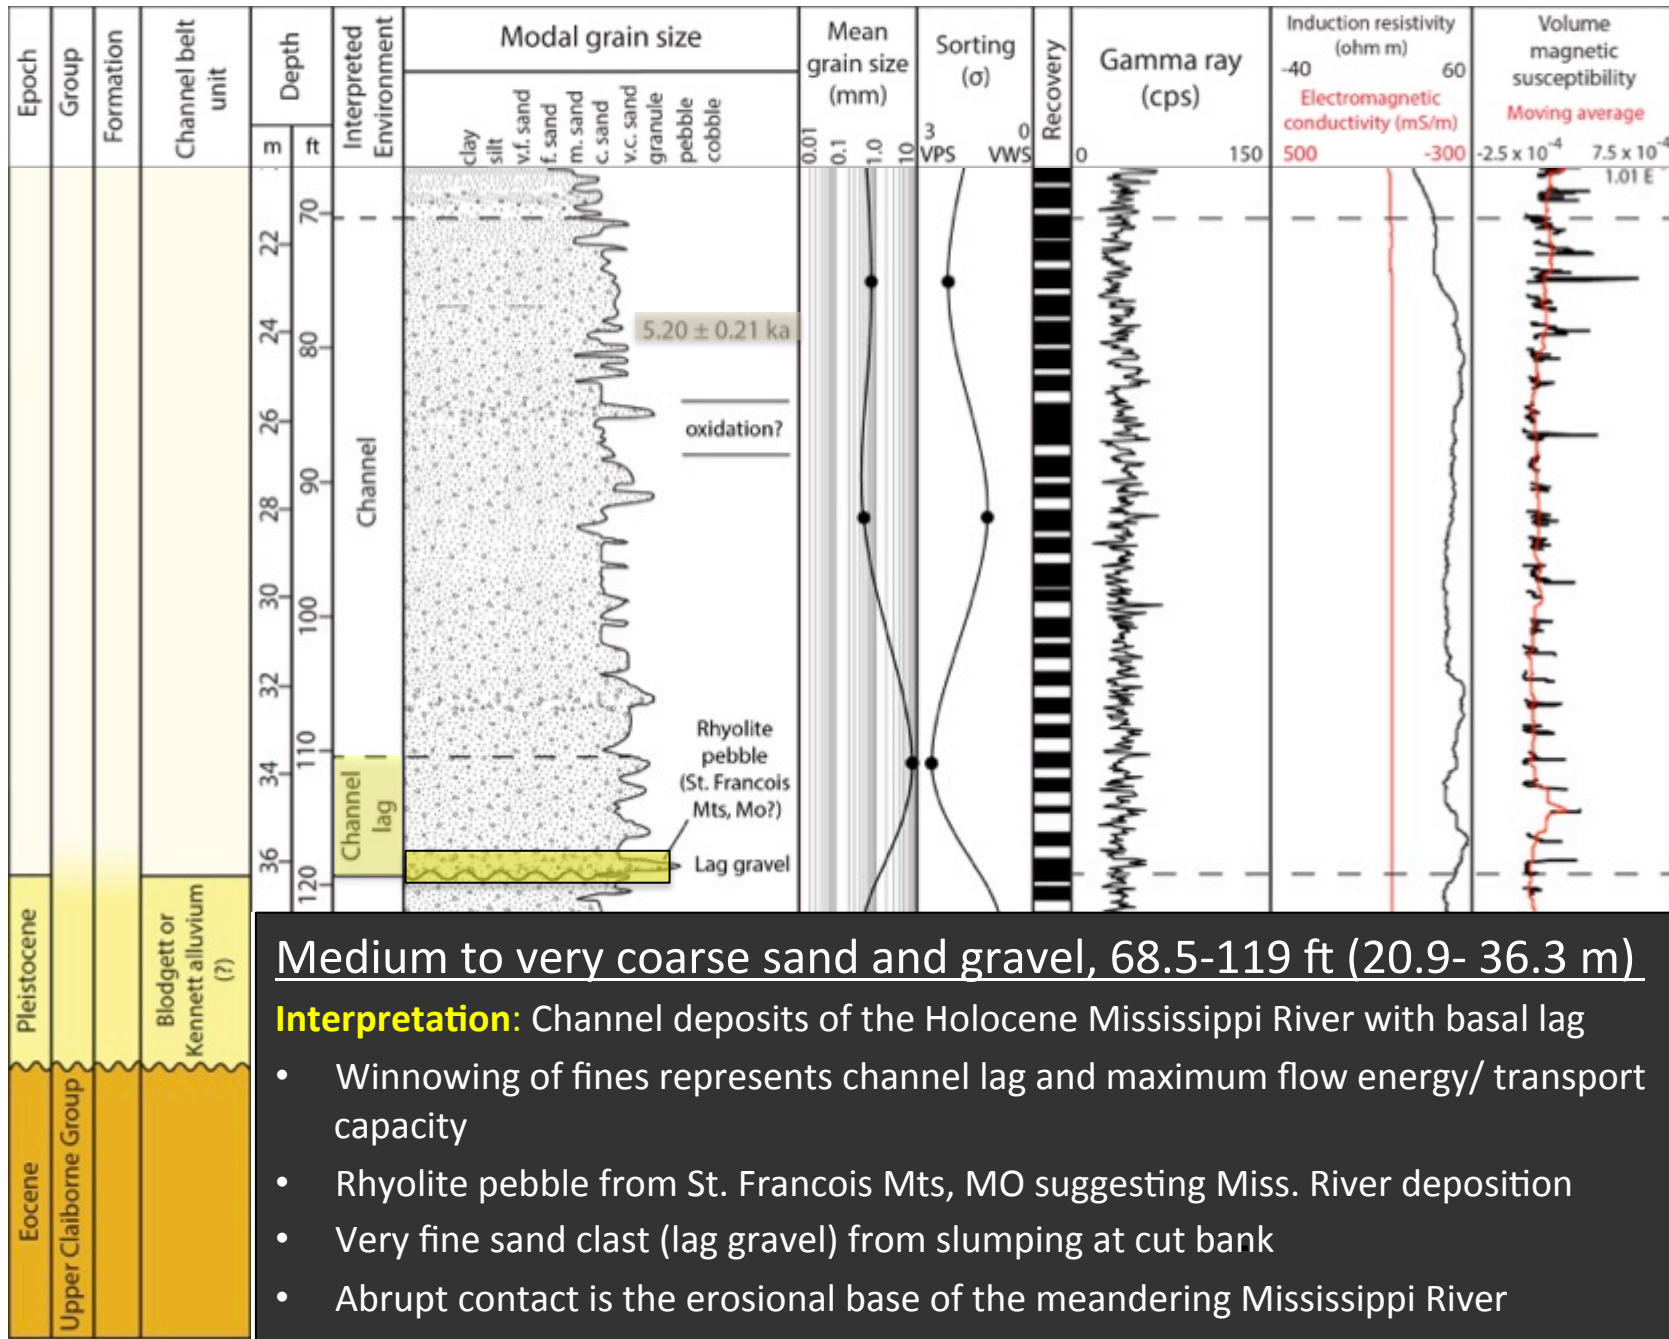 Epoch
Group
Formation
Channel belt
unit
Depth
m
ft
Interpreted
Environment
Modal grain size
clay
silt
v.f. sand
f. sand
m. sand
c. sand
v.c. sand
granule
pebble
cobble
Mean
grain size
(mm)
0.01
0.1
1.0
10
Sorting
(σ)
3
0
VPS
VWS
Recovery
Gamma ray
(cps)
0
150
Induction resistivity
(ohm m)
-40
60
Electromagnetic
conductivity (mS/m)
500
-300
Volume
magnetic
susceptibility
Moving average
-2.5 x 10⁻⁴
7.5 x 10⁻⁴
1.01 E
22
24
26
28
30
32
34
36
70
80
90
100
110
120
Channel
Channel
lag
5.20 ± 0.21 ka
oxidation?
Rhyolite
pebble
(St. Francois
Mts, Mo?)
Lag gravel
Pleistocene
Blodgett or
Kennett alluvium
(?)
Eocene
Upper Claiborne Group
Medium to very coarse sand and gravel, 68.5-119 ft (20.9- 36.3 m)
Interpretation: Channel deposits of the Holocene Mississippi River with basal lag
• Winnowing of fines represents channel lag and maximum flow energy/ transport
capacity
• Rhyolite pebble from St. Francois Mts, MO suggesting Miss. River deposition
• Very fine sand clast (lag gravel) from slumping at cut bank
• Abrupt contact is the erosional base of the meandering Mississippi River